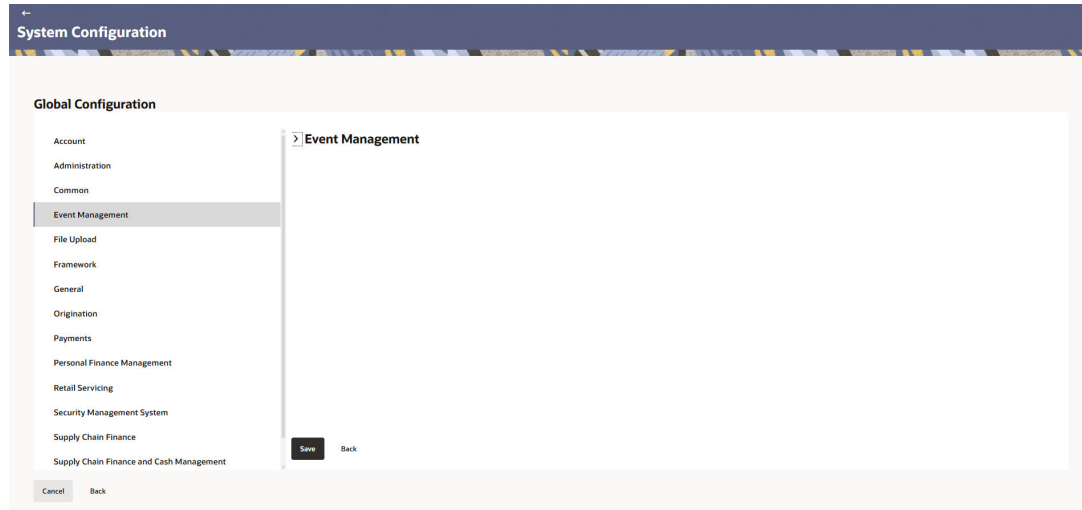 ←
System Configuration
Global Configuration
Account
Administration
Common
Event Management
File Upload
Framework
General
Origination
Payments
Personal Finance Management
Retail Servicing
Security Management System
Supply Chain Finance
Supply Chain Finance and Cash Management
> Event Management
Save Back
Cancel Back